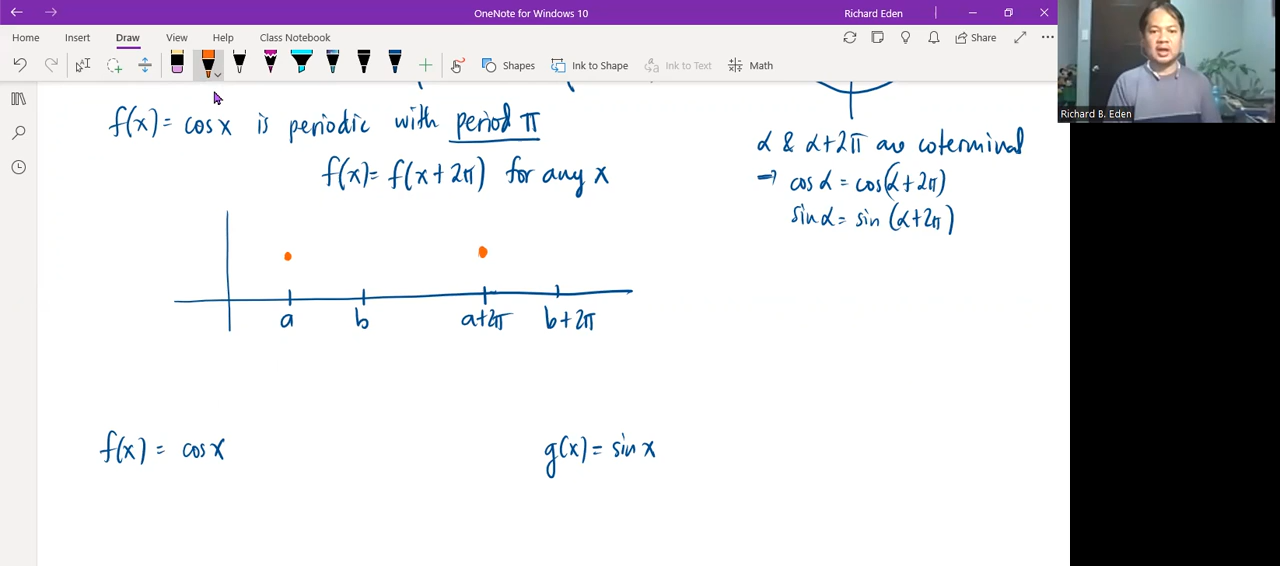 OneNote for Windows 10
Richard Eden
Home Insert Draw View Help Class Notebook
Share
Shapes Ink to Shape Ink to Text Math
f(x) = cos x is periodic with period π
f(x) = f(x + 2π) for any x
a b a+2π b+2π
f(x) = cos x
g(x) = sin x
α & α+2π are coterminal
→ cos α = cos(α+2π)
sin α = sin (α+2π)
Richard B. Eden